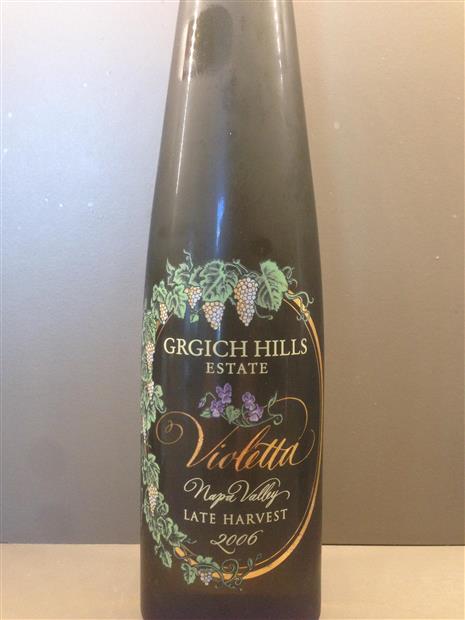 GRGICH HILLS
ESTATE
Violetta
Napa Valley
LATE HARVEST
2006